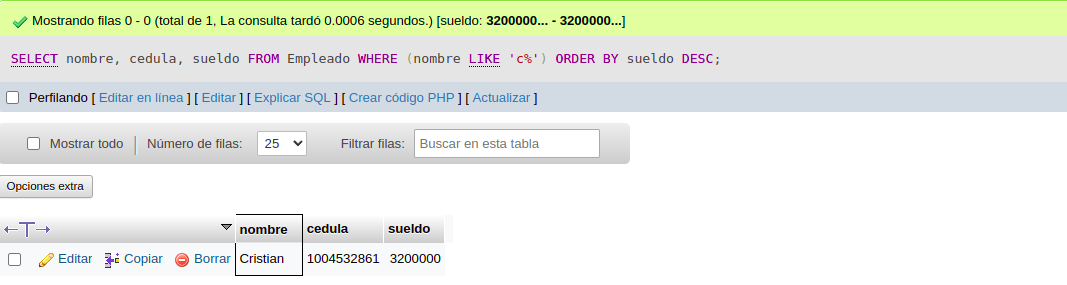 Mostrando filas 0 - 0 (total de 1, La consulta tardó 0.0006 segundos.) [sueldo: 3200000... - 3200000...]
SELECT nombre, cedula, sueldo FROM Empleado WHERE (nombre LIKE 'c%') ORDER BY sueldo DESC;
Perfilando [ Editar en línea ] [ Editar ] [ Explicar SQL ] [ Crear código PHP ] [ Actualizar ]
Mostrar todo | Número de filas: 25 Filtrar filas: Buscar en esta tabla
Opciones extra
←T→ nombre cedula sueldo
Editar Copiar Borrar Cristian 1004532861 3200000